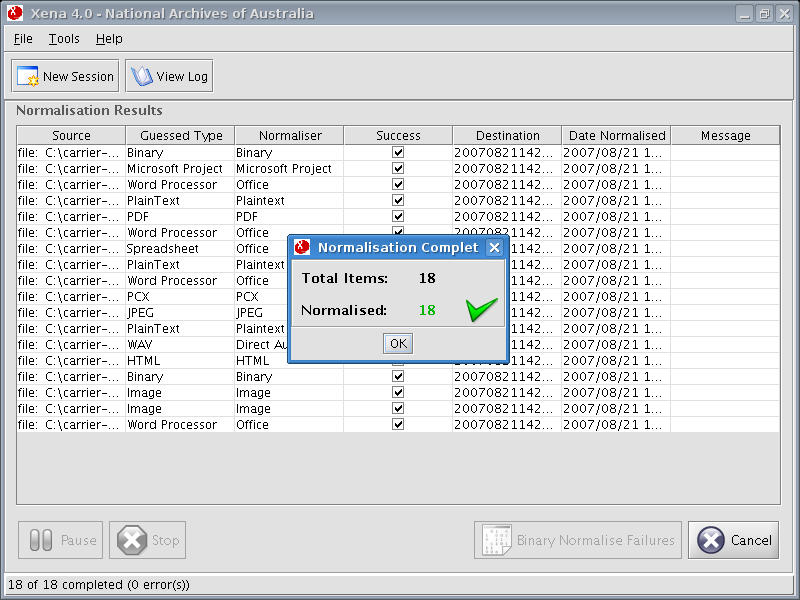 Xena 4.0 - National Archives of Australia
File Tools Help
New Session View Log
Normalisation Results
Source Guessed Type Normaliser Success Destination Date Normalised Message
file: C:\carrier-... Binary Binary 20070821142... 2007/08/21 1...
file: C:\carrier-... Microsoft Project Microsoft Project 20070821142... 2007/08/21 1...
file: C:\carrier-... Word Processor Office 20070821142... 2007/08/21 1...
file: C:\carrier-... PlainText Plaintext 20070821142... 2007/08/21 1...
file: C:\carrier-... PDF PDF 20070821142... 2007/08/21 1...
file: C:\carrier-... Word Processor Office 20070821142... 2007/08/21 1...
file: C:\carrier-... Spreadsheet Office 20070821142... 2007/08/21 1...
file: C:\carrier-... PlainText Plaintext 20070821142... 2007/08/21 1...
file: C:\carrier-... Word Processor Office 20070821142... 2007/08/21 1...
file: C:\carrier-... PCX PCX 20070821142... 2007/08/21 1...
file: C:\carrier-... JPEG JPEG 20070821142... 2007/08/21 1...
file: C:\carrier-... PlainText Plaintext 20070821142... 2007/08/21 1...
file: C:\carrier-... WAV Direct 20070821142... 2007/08/21 1...
file: C:\carrier-... HTML HTML 20070821142... 2007/08/21 1...
file: C:\carrier-... Binary Binary 20070821142... 2007/08/21 1...
file: C:\carrier-... Image Image 20070821142... 2007/08/21 1...
file: C:\carrier-... Image Image 20070821142... 2007/08/21 1...
file: C:\carrier-... Word Processor Office 20070821142... 2007/08/21 1...
Normalisation Complet
Total Items: 18
Normalised: 18
OK
Pause Stop Binary Normalise Failures Cancel
18 of 18 completed (0 error(s))